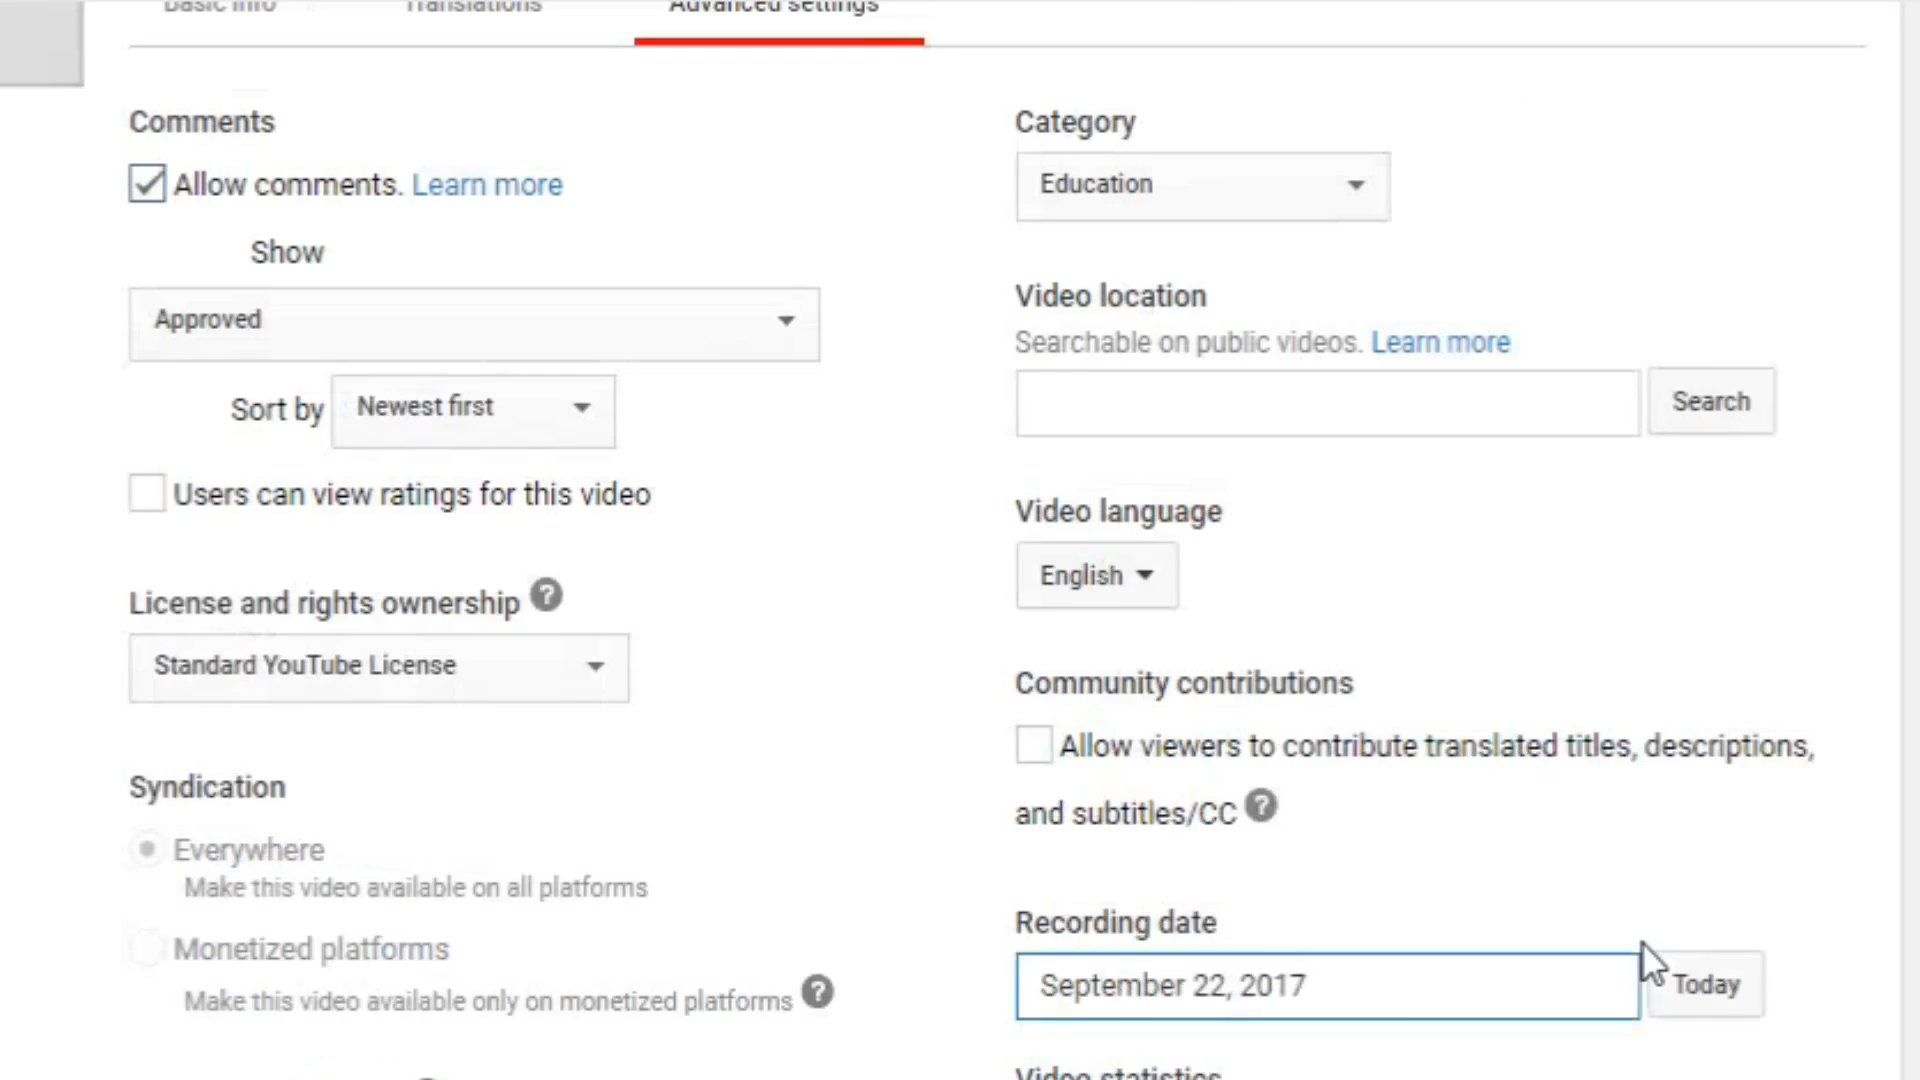 Basic info
Translations
Advanced settings
Comments
Allow comments. Learn more
Show
Approved
Sort by Newest first
Users can view ratings for this video
License and rights ownership ?
Standard YouTube License
Syndication
Everywhere
Make this video available on all platforms
Monetized platforms
Make this video available only on monetized platforms ?
Category
Education
Video location
Searchable on public videos. Learn more
Search
Video language
English
Community contributions
Allow viewers to contribute translated titles, descriptions,
and subtitles/CC ?
Recording date
September 22, 2017
Today
Video statistics